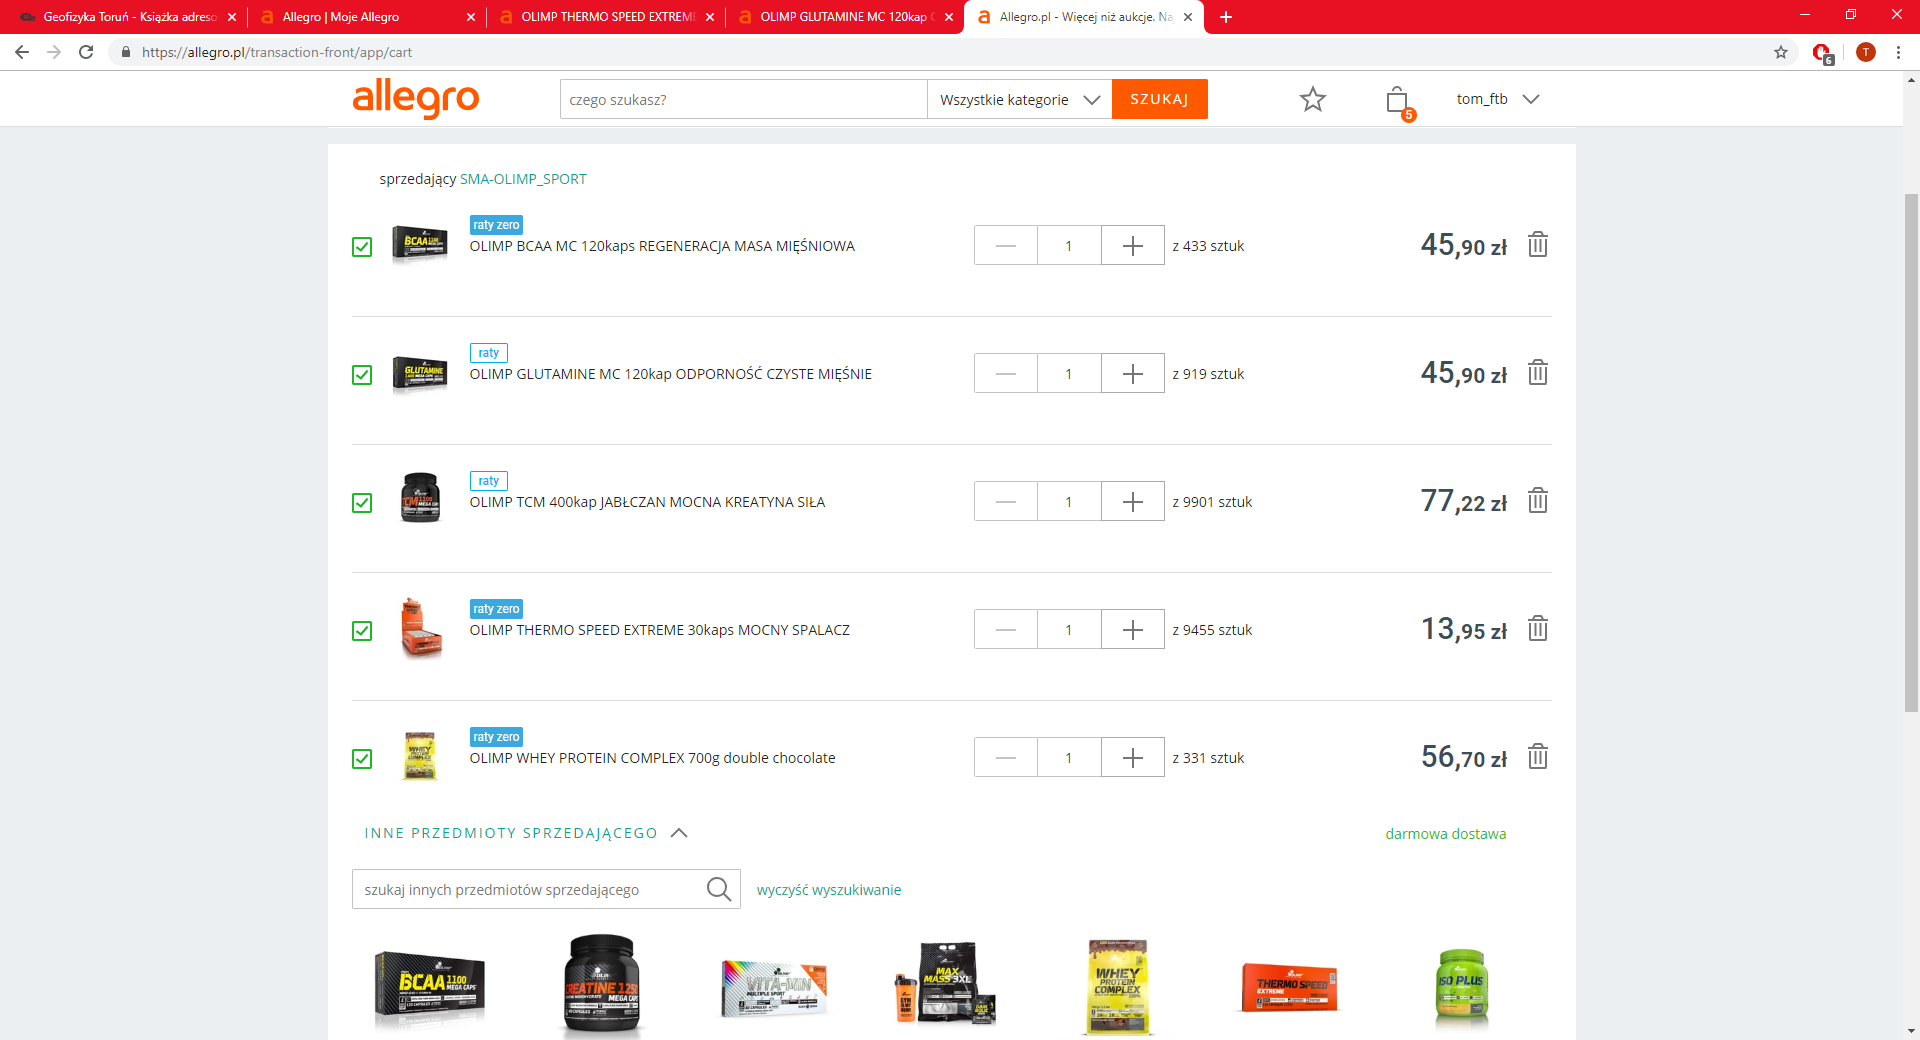 Geofizyka Toruń - Książka adreso
Allegro | Moje Allegro
OLIMP THERMO SPEED EXTREME
OLIMP GLUTAMINE MC 120kap
Allegro.pl - Więcej niż aukcje. Na
https://allegro.pl/transaction-front/app/cart
6
T
allegro
czego szukasz?
Wszystkie kategorie
SZUKAJ
5
tom_ftb
sprzedający SMA-OLIMP_SPORT
raty zero
OLIMP BCAA MC 120kaps REGENERACJA MASA MIĘŚNIOWA
1
z 433 sztuk
45,90 zł
raty
OLIMP GLUTAMINE MC 120kap ODPORNOŚĆ CZYSTE MIĘŚNIE
1
z 919 sztuk
45,90 zł
raty
OLIMP TCM 400kap JABŁCZAN MOCNA KREATYNA SIŁA
1
z 9901 sztuk
77,22 zł
raty zero
OLIMP THERMO SPEED EXTREME 30kaps MOCNY SPALACZ
1
z 9455 sztuk
13,95 zł
raty zero
OLIMP WHEY PROTEIN COMPLEX 700g double chocolate
1
z 331 sztuk
56,70 zł
INNE PRZEDMIOTY SPRZEDAJĄCEGO
darmowa dostawa
szukaj innych przedmiotów sprzedającego
wyczyść wyszukiwanie
BCAA 1100
MEGA CAPS
CREATINE 1250
MEGA CAPS
VITA-MIN
MULTIPLE SPORT
MAX
MASS 3XL
WHEY
PROTEIN
COMPLEX
100%
THERMO SPEED
EXTREME
ISO PLUS